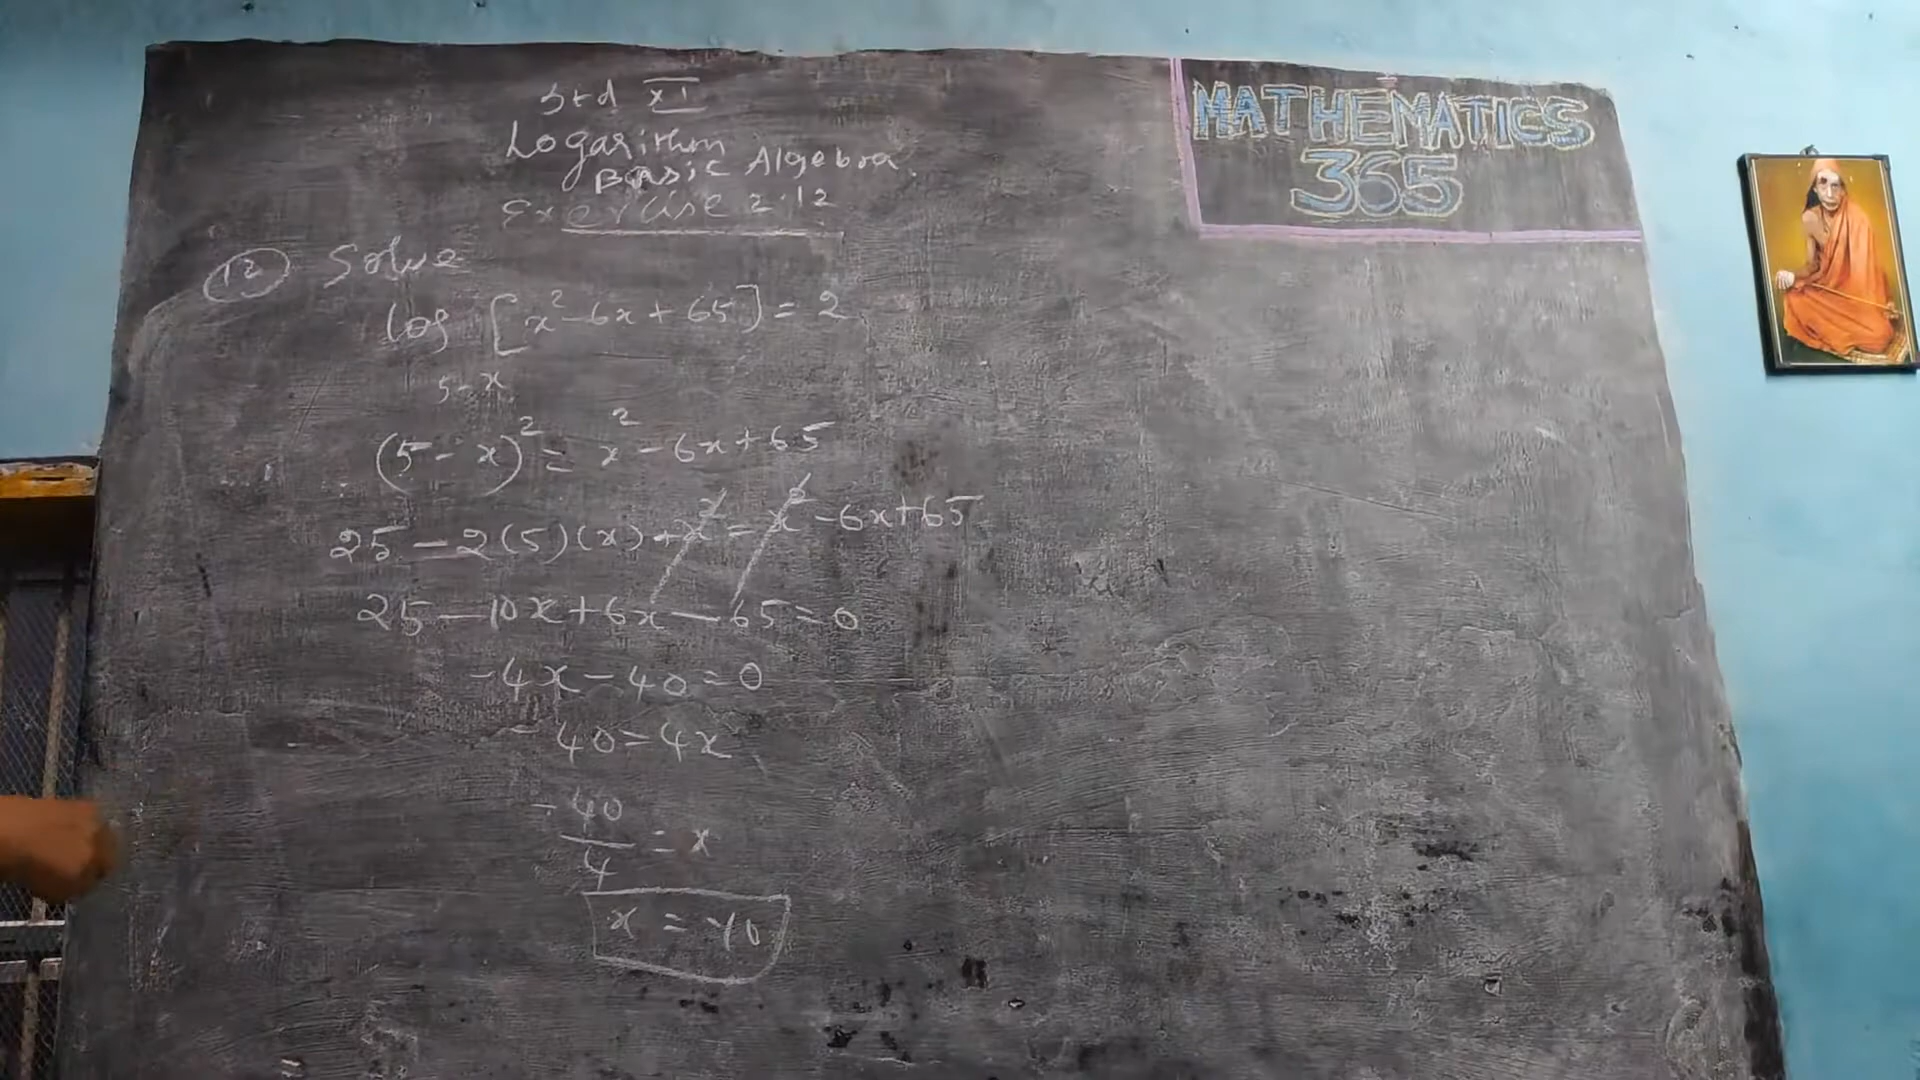 Std XI
Logarithm
Basic Algebra.
Exercise 2.12
MATHEMATICS
365
12 Solve
log [x²-6x+65]=2
5-x
(5-x)²= x²-6x+65
25-2(5)(x)+x²=x²-6x+65
25-10x+6x-65=0
-4x-40=0
-40=4x
-40
4 =x
x = -10